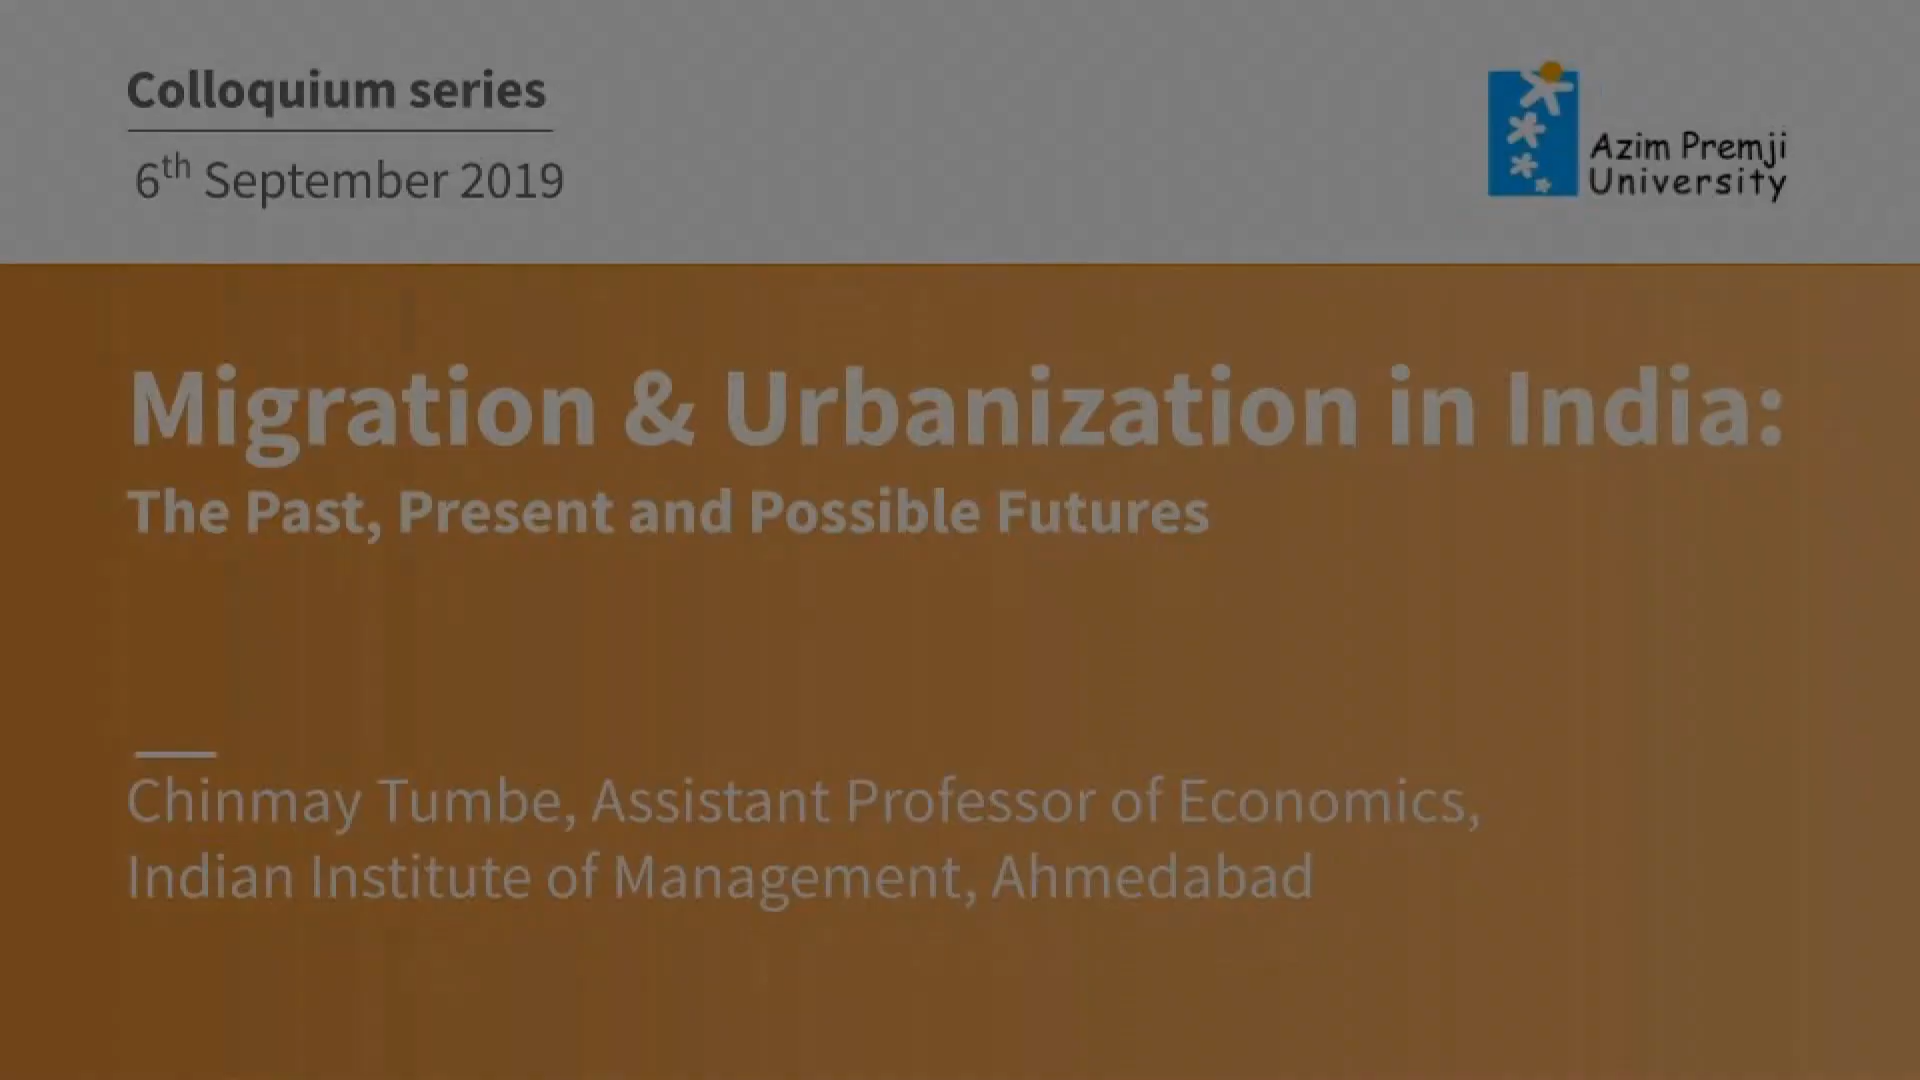 Colloquium series
6th September 2019
Azim Premji
University
Migration & Urbanization in India:
The Past, Present and Possible Futures
Chinmay Tumbe, Assistant Professor of Economics,
Indian Institute of Management, Ahmedabad